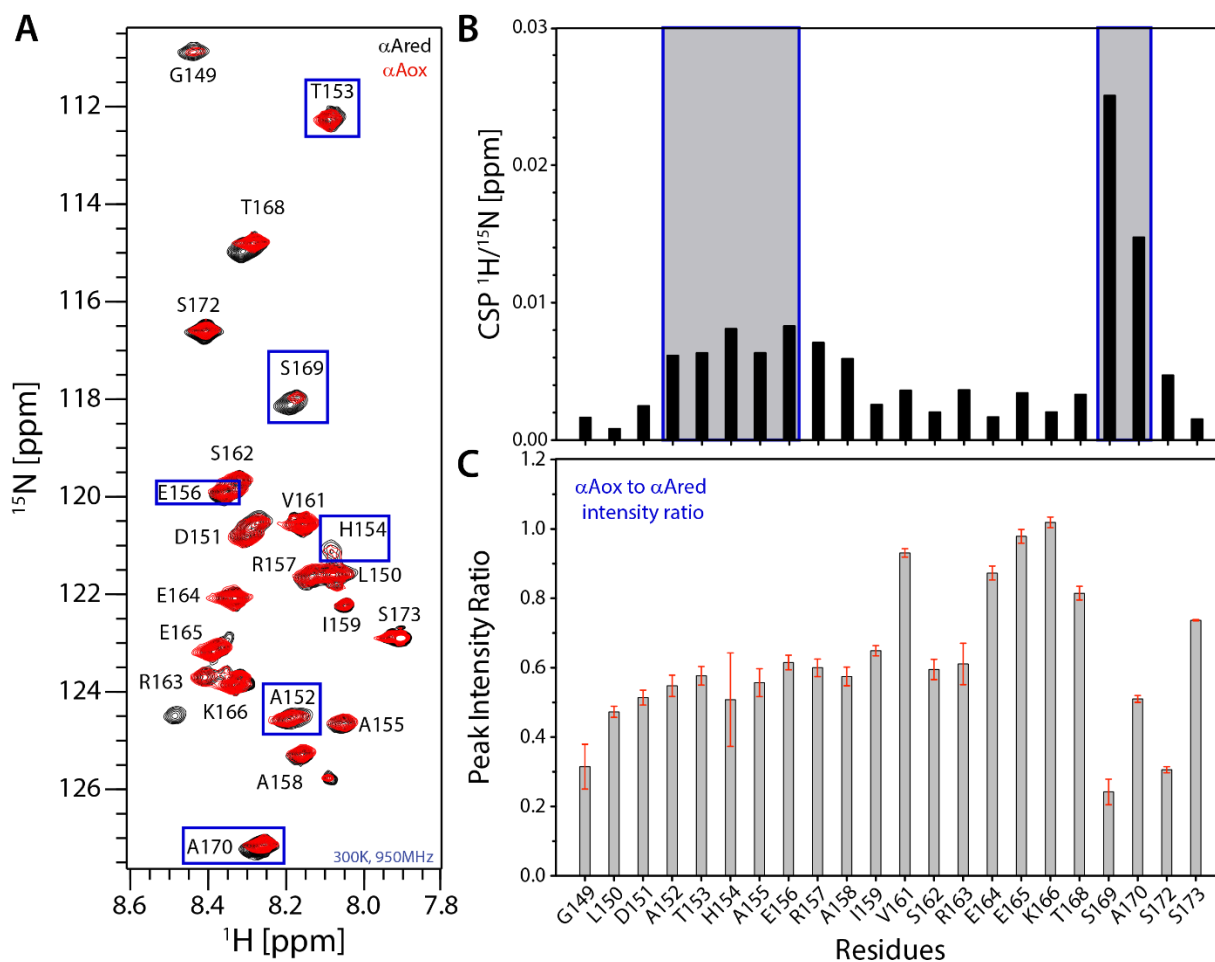 A
αAred
αAox
G149
T153
T168
S172
S169
S162
E156
V161
H154
D151
R157
L150
E164
I159
S173
E165
R163
K166
A152
A155
A158
A170
300K, 950MHz
112
114
116
118
120
122
124
126
15N [ppm]
8.6
8.4
8.2
8.0
7.8
1H [ppm]
B
0.03
0.02
0.01
0.00
CSP 1H/15N [ppm]
C
1.2
1.0
0.8
0.6
0.4
0.2
0.0
Peak Intensity Ratio
αAox to αAred
intensity ratio
G149
L150
D151
A152
T153
H154
A155
E156
R157
A158
I159
V161
S162
R163
E164
E165
K166
T168
S169
A170
S172
S173
Residues